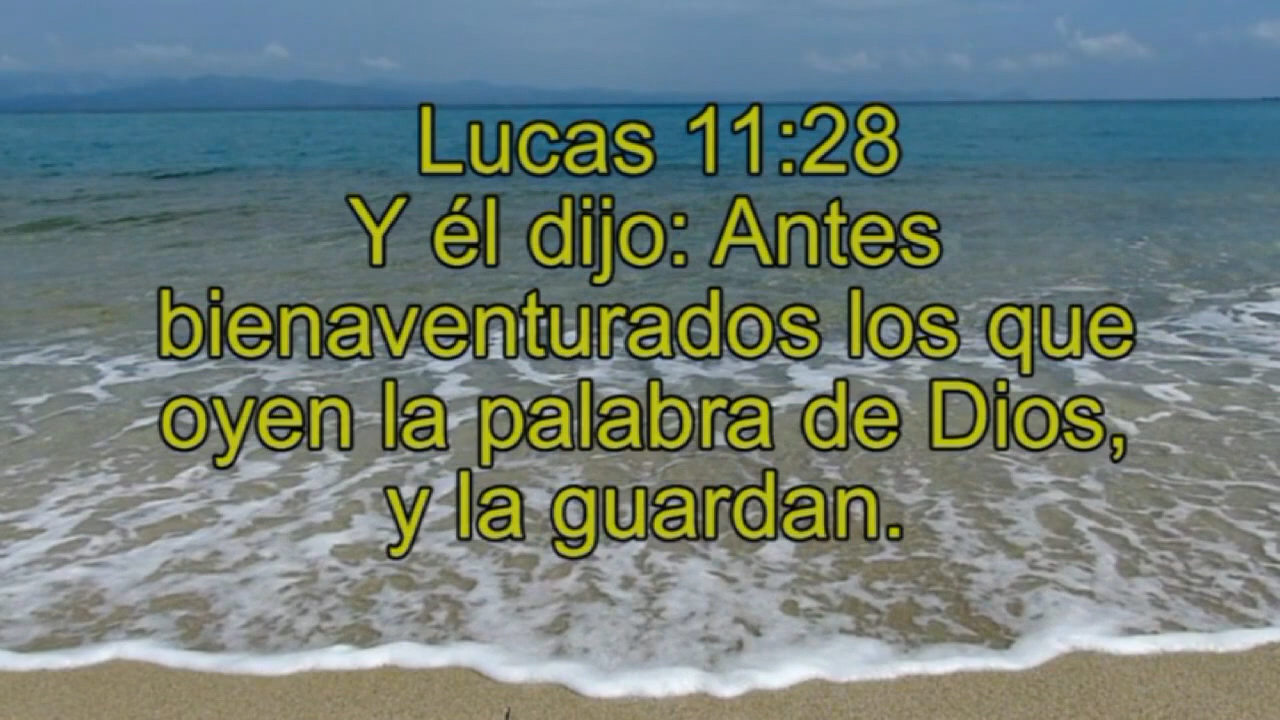 Lucas 11:28
Y él dijo: Antes
bienaventurados los que
oyen la palabra de Dios,
y la guardan.